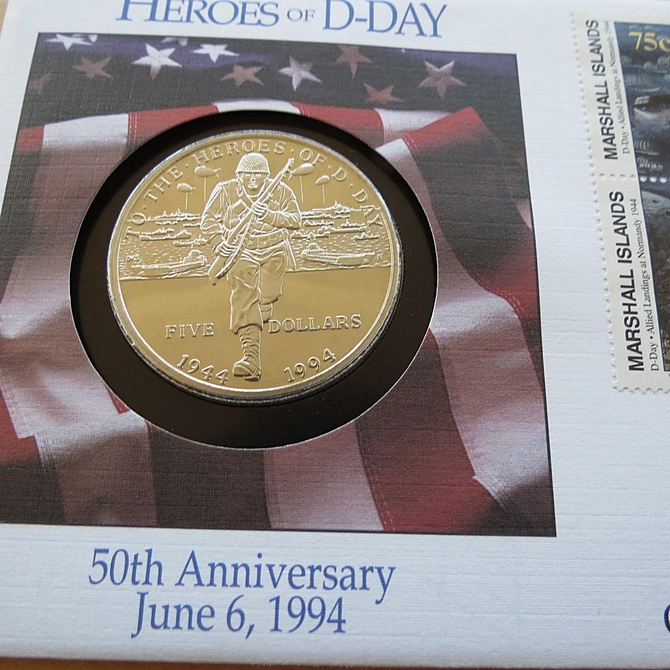 HEROES OF D-DAY
TO · THE · HEROES · OF · D · DAY
FIVE DOLLARS
1944 1994
50th Anniversary
June 6, 1994
75c
MARSHALL ISLANDS
D-Day • Allied Landings at Normandy 1944
MARSHALL ISLANDS
D-Day • Allied Landings at Normandy 1944